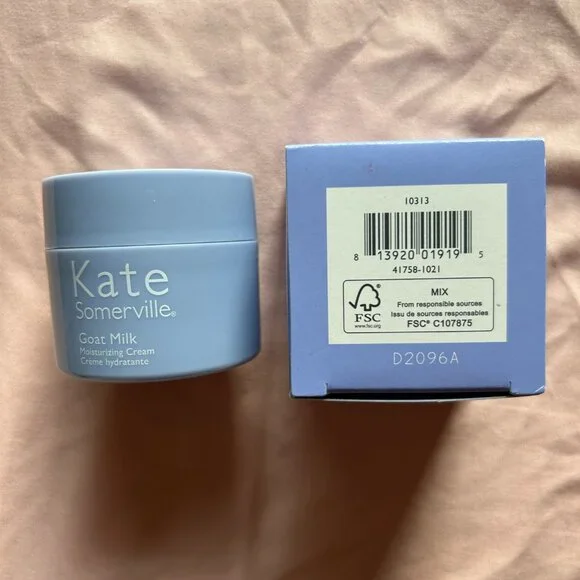 Kate
Somerville®
Goat Milk
Moisturizing Cream
Crème hydratante
10313
8 13920 01919 5
41758-1021
FSC
www.fsc.org
MIX
From responsible sources
Issu de sources responsables
FSC® C107875
D2096A